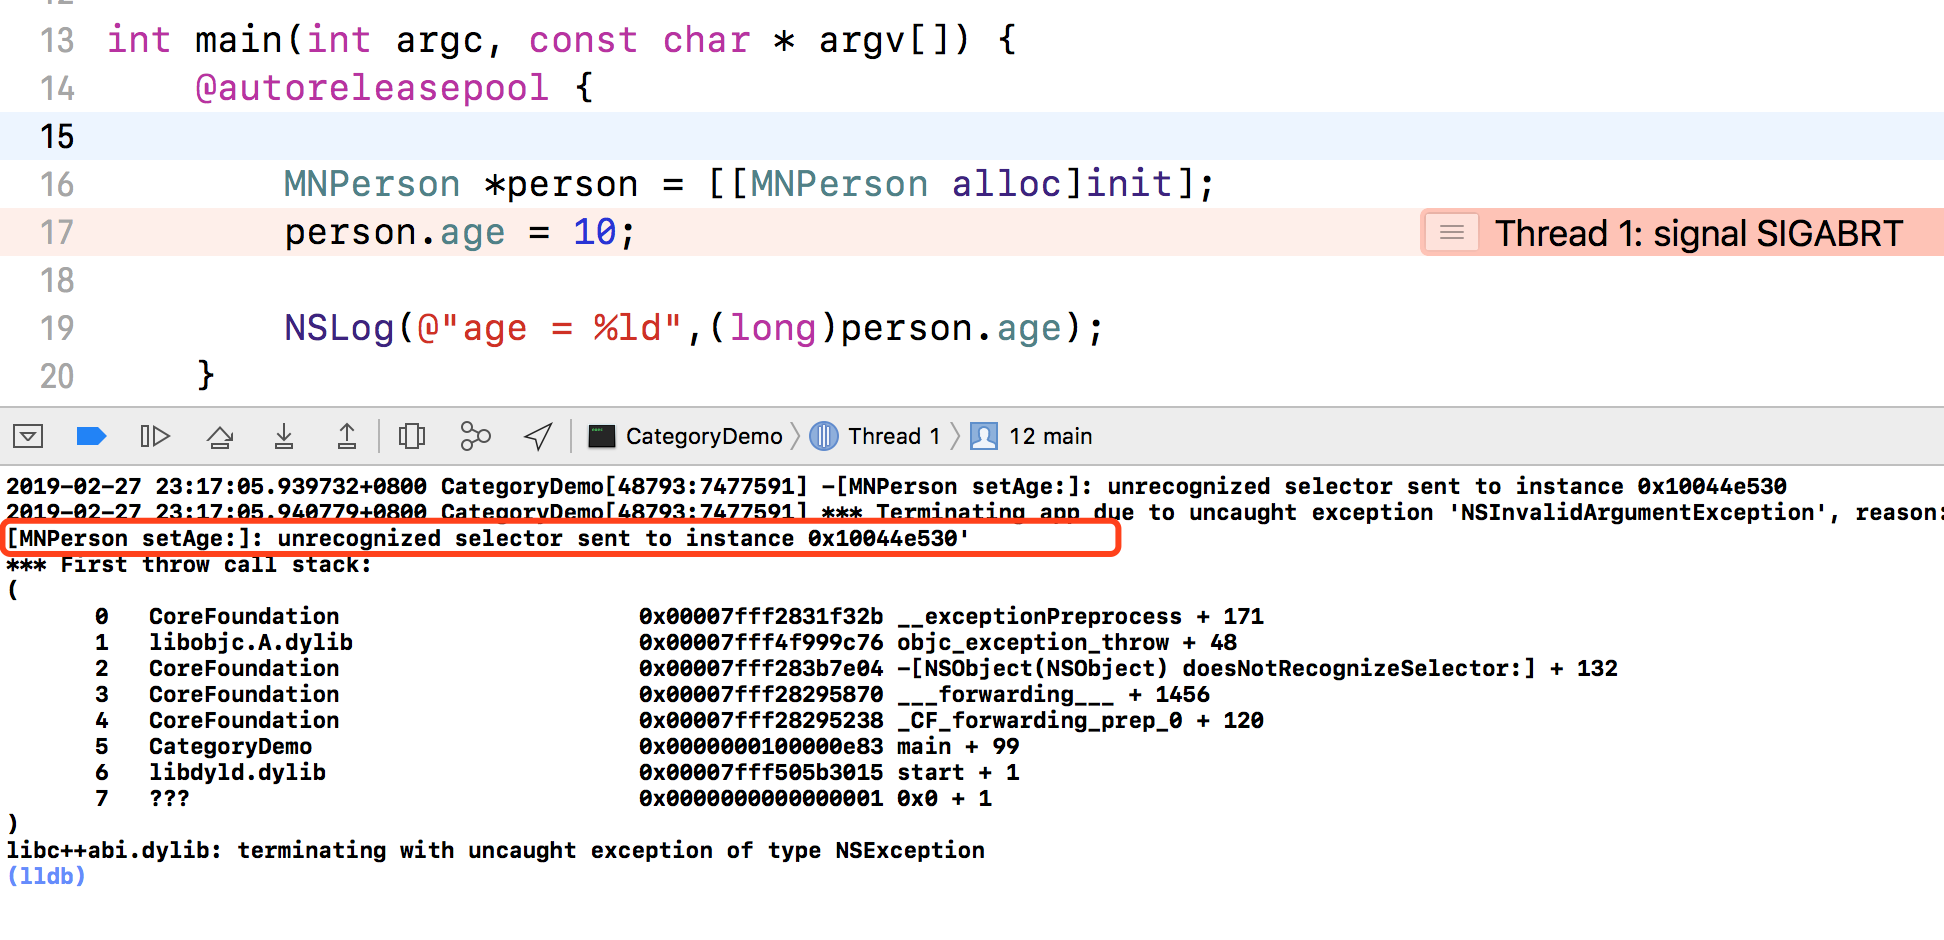 12
13 int main(int argc, const char * argv[]) {
14 @autoreleasepool {
15
16 MNPerson *person = [[MNPerson alloc]init];
17 person.age = 10; Thread 1: signal SIGABRT
18
19 NSLog(@"age = %ld",(long)person.age);
20 }
CategoryDemo Thread 1 12 main
2019-02-27 23:17:05.939732+0800 CategoryDemo[48793:7477591] -[MNPerson setAge:]: unrecognized selector sent to instance 0x10044e530
2019-02-27 23:17:05.940779+0800 CategoryDemo[48793:7477591] *** Terminating app due to uncaught exception 'NSInvalidArgumentException', reason:
[MNPerson setAge:]: unrecognized selector sent to instance 0x10044e530'
*** First throw call stack:
(
0 CoreFoundation 0x00007fff2831f32b __exceptionPreprocess + 171
1 libobjc.A.dylib 0x00007fff4f999c76 objc_exception_throw + 48
2 CoreFoundation 0x00007fff283b7e04 -[NSObject(NSObject) doesNotRecognizeSelector:] + 132
3 CoreFoundation 0x00007fff28295870 ___forwarding___ + 1456
4 CoreFoundation 0x00007fff28295238 _CF_forwarding_prep_0 + 120
5 CategoryDemo 0x0000000100000e83 main + 99
6 libdyld.dylib 0x00007fff505b3015 start + 1
7 ??? 0x0000000000000001 0x0 + 1
)
libc++abi.dylib: terminating with uncaught exception of type NSException
(lldb)